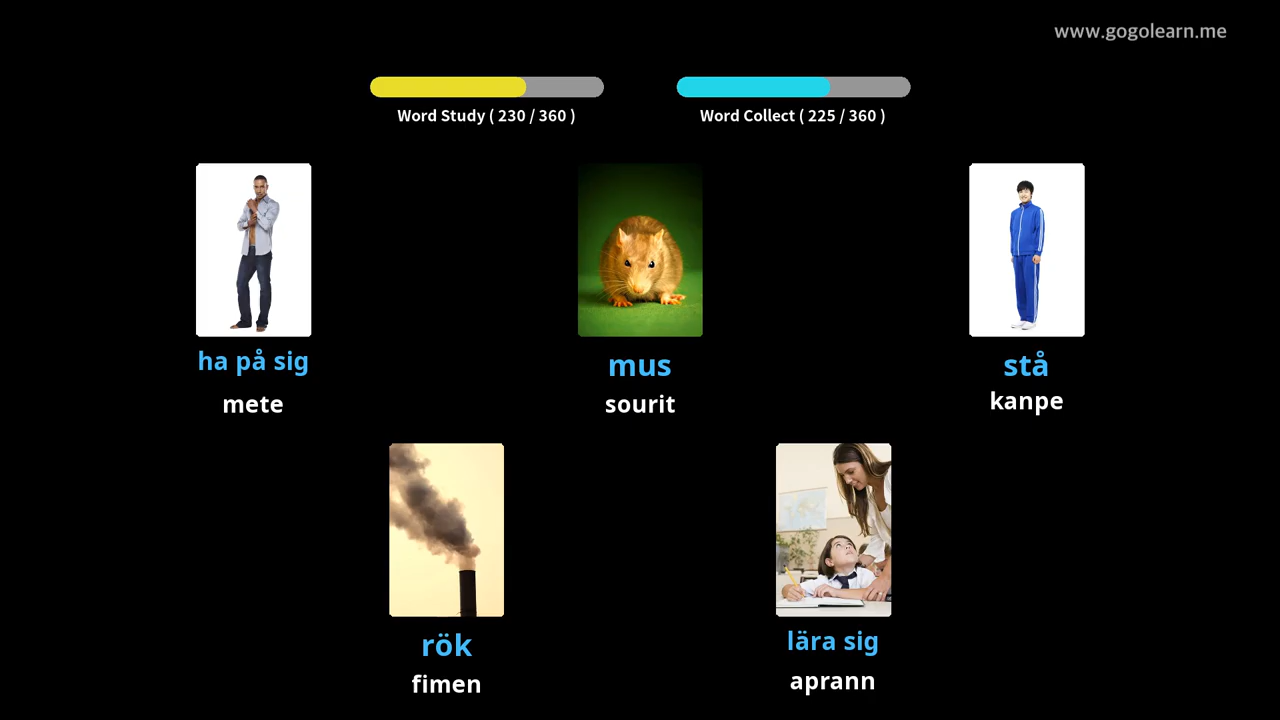 www.gogolearn.me
Word Study ( 230 / 360 )
Word Collect ( 225 / 360 )
ha på sig
mete
mus
sourit
stå
kanpe
rök
fimen
lära sig
aprann